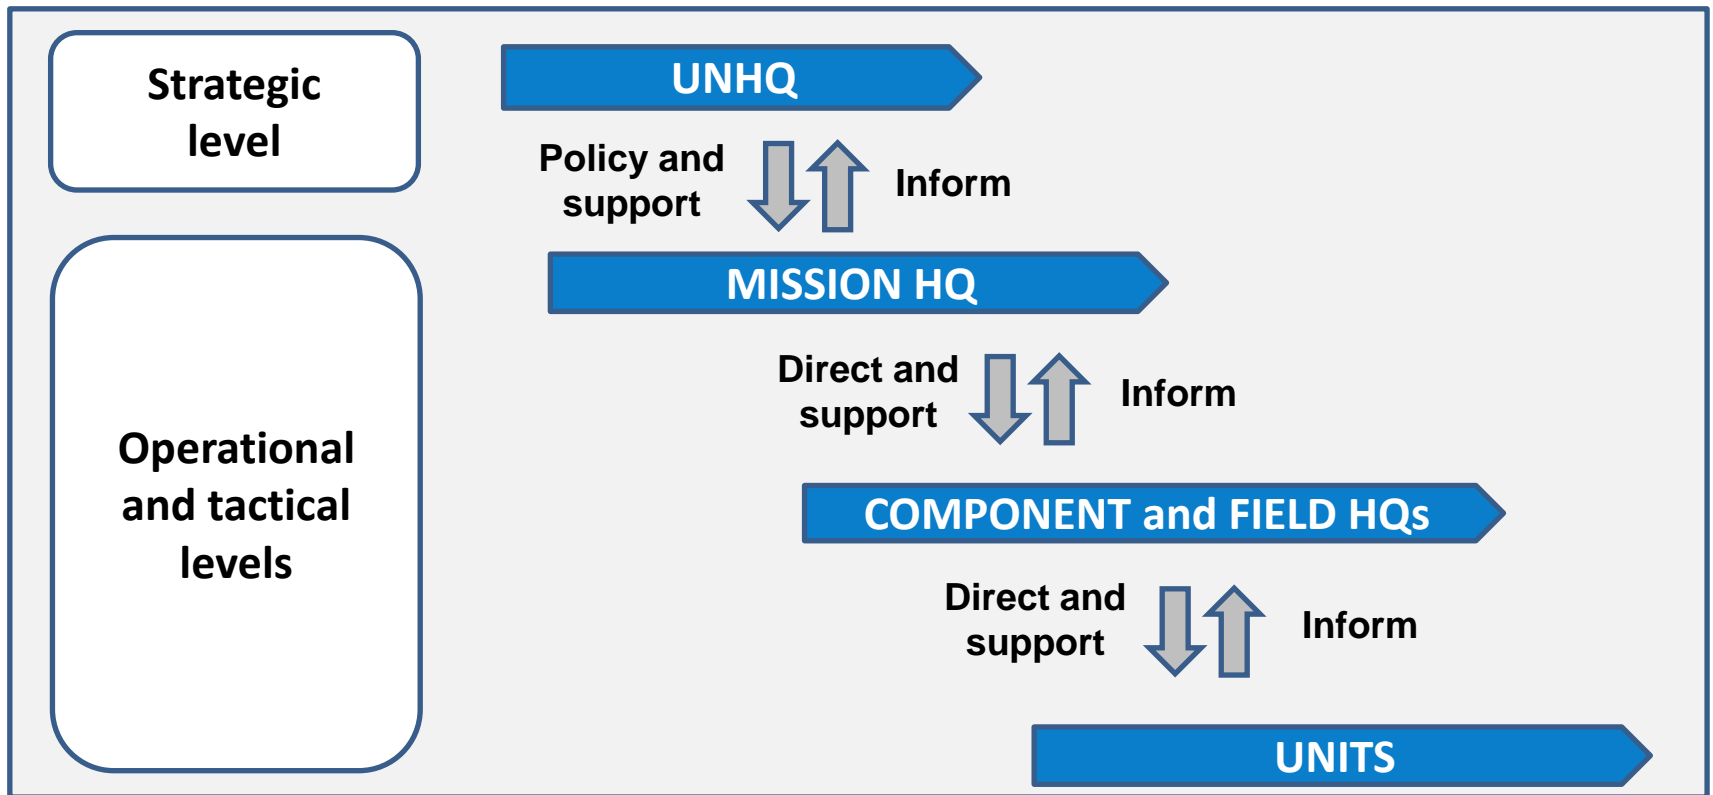 Strategic
level
UNHQ
Policy and
support
Inform
MISSION HQ
Direct and
support
Inform
Operational
and tactical
levels
COMPONENT and FIELD HQs
Direct and
support
Inform
UNITS